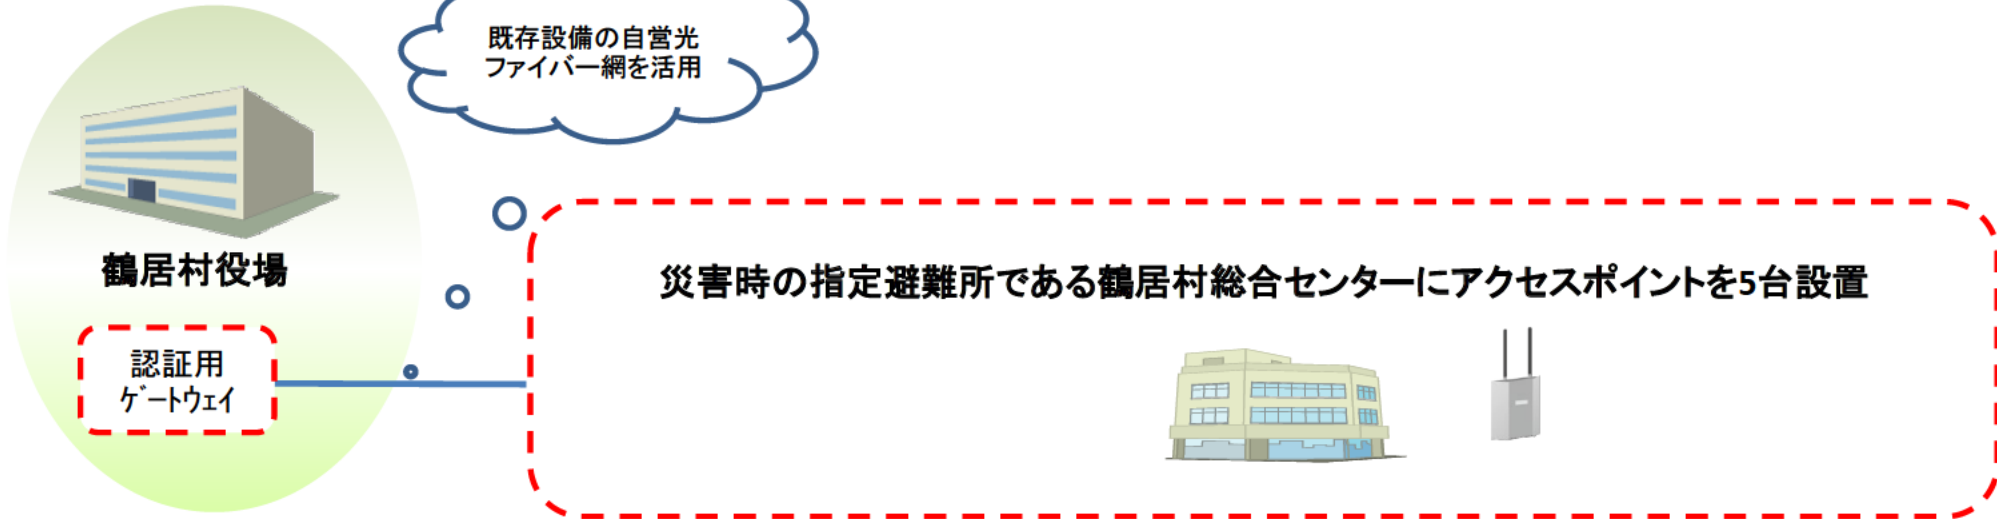 既存設備の自営光
ファイバー網を活用
鶴居村役場
認証用
ｹﾞｰﾄｳｪｲ
災害時の指定避難所である鶴居村総合センターにアクセスポイントを5台設置